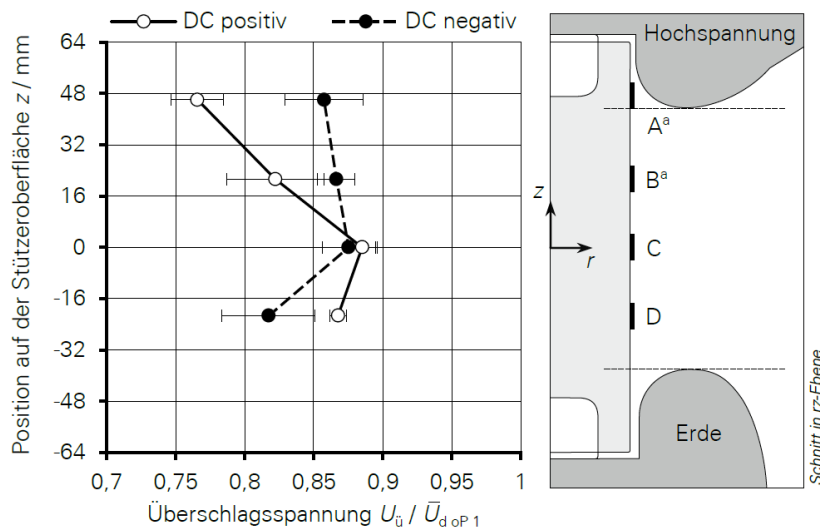 DC positiv
DC negativ
Position auf der Stützeroberfläche z / mm
64
48
32
16
0
-16
-32
-48
-64
0,7
0,75
0,8
0,85
0,9
0,95
1
Überschlagsspannung Uü / U̅d oP 1
Hochspannung
Aᵃ
Bᵃ
C
D
z
r
Erde
Schnitt in rz-Ebene